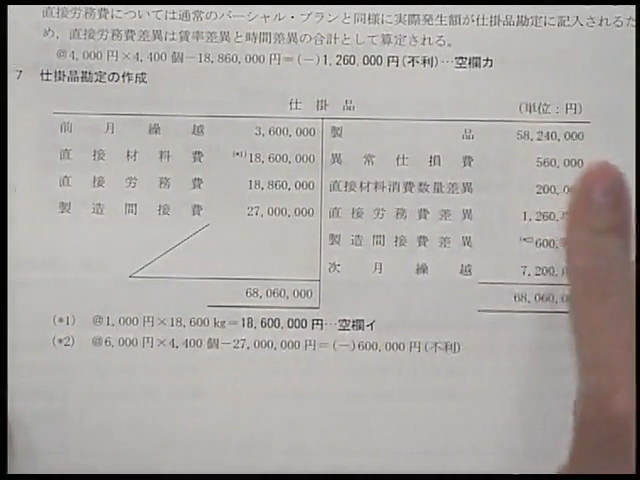 直接労務費については通常のパーシャル・プランと同様に実際発生額が仕掛品勘定に記入されるた
め，直接労務費差異は賃率差異と時間差異の合計として算定される。
@4,000円×4,400個−18,860,000円＝(−)1,260,000円(不利)…空欄カ
7 仕掛品勘定の作成
仕掛品 (単位：円)
前月繰越 3,600,000 製品 58,240,000
直接材料費 (*1)18,600,000 異常仕損費 560,000
直接労務費 18,860,000 直接材料消費数量差異 200,
製造間接費 27,000,000 直接労務費差異 1,260,
製造間接費差異 (*2)600,
次月繰越 7,200,
68,060,000 68,060,0
(*1) @1,000円×18,600kg＝18,600,000円…空欄イ
(*2) @6,000円×4,400個−27,000,000円＝(−)600,000円(不利)